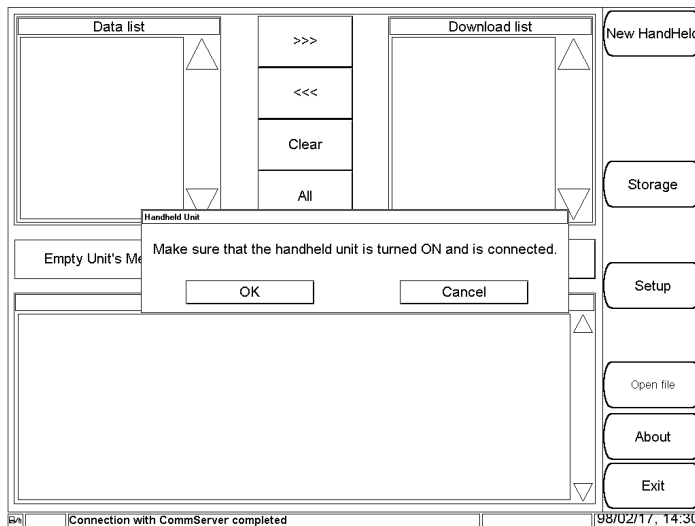 Data list
>>>
<<<
Clear
All
Download list
New HandHeld
Storage
Setup
Open file
About
Exit
Empty Unit's Me
Handheld Unit
Make sure that the handheld unit is turned ON and is connected.
OK
Cancel
Connection with CommServer completed
98/02/17, 14:30